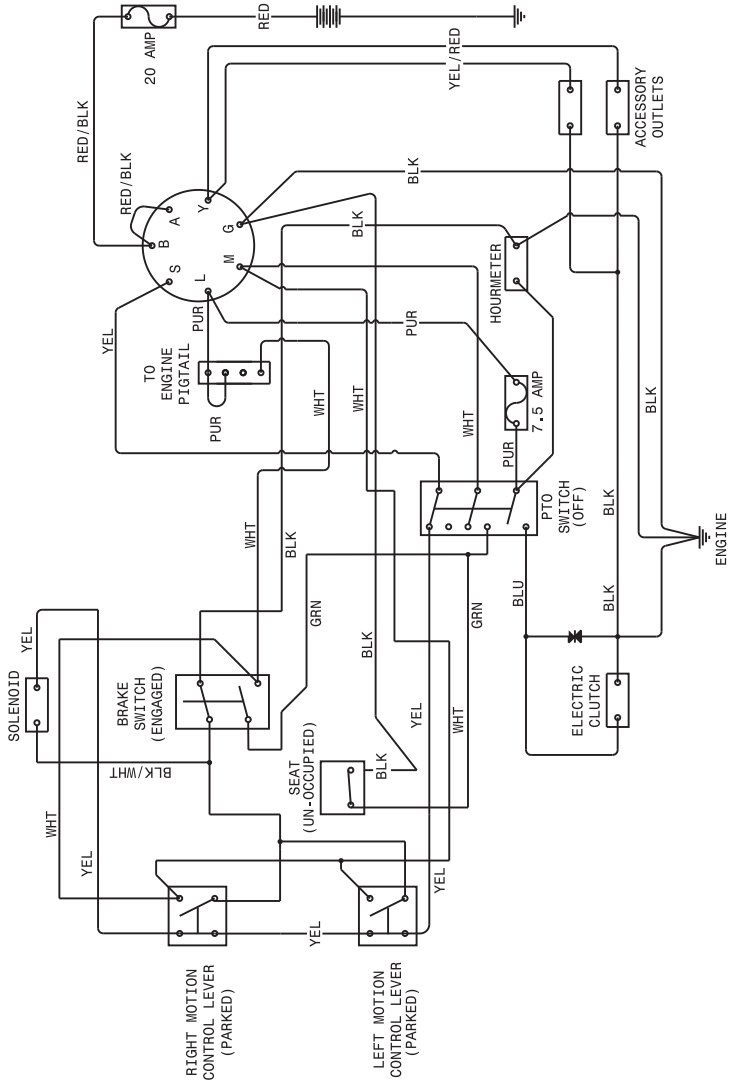 RED
20 AMP
YEL/RED
ACCESSORY
OUTLETS
RED/BLK
RED/BLK
BLK
BLK
A
Y
B
G
S
M
L
YEL
PUR
HOURMETER
TO
ENGINE
PIGTAIL
PUR
PUR
WHT
WHT
WHT
7.5 AMP
PUR
BLK
BLK
PTO
SWITCH
(OFF)
WHT
BLK
ENGINE
GRN
BLU
BLK
GRN
BLK
YEL
SOLENOID
BRAKE
SWITCH
(ENGAGED)
ELECTRIC
CLUTCH
SEAT
(UN-OCCUPIED)
BLK
YEL
WHT
BLK/WHT
WHT
YEL
YEL
YEL
RIGHT MOTION
CONTROL LEVER
(PARKED)
LEFT MOTION
CONTROL LEVER
(PARKED)